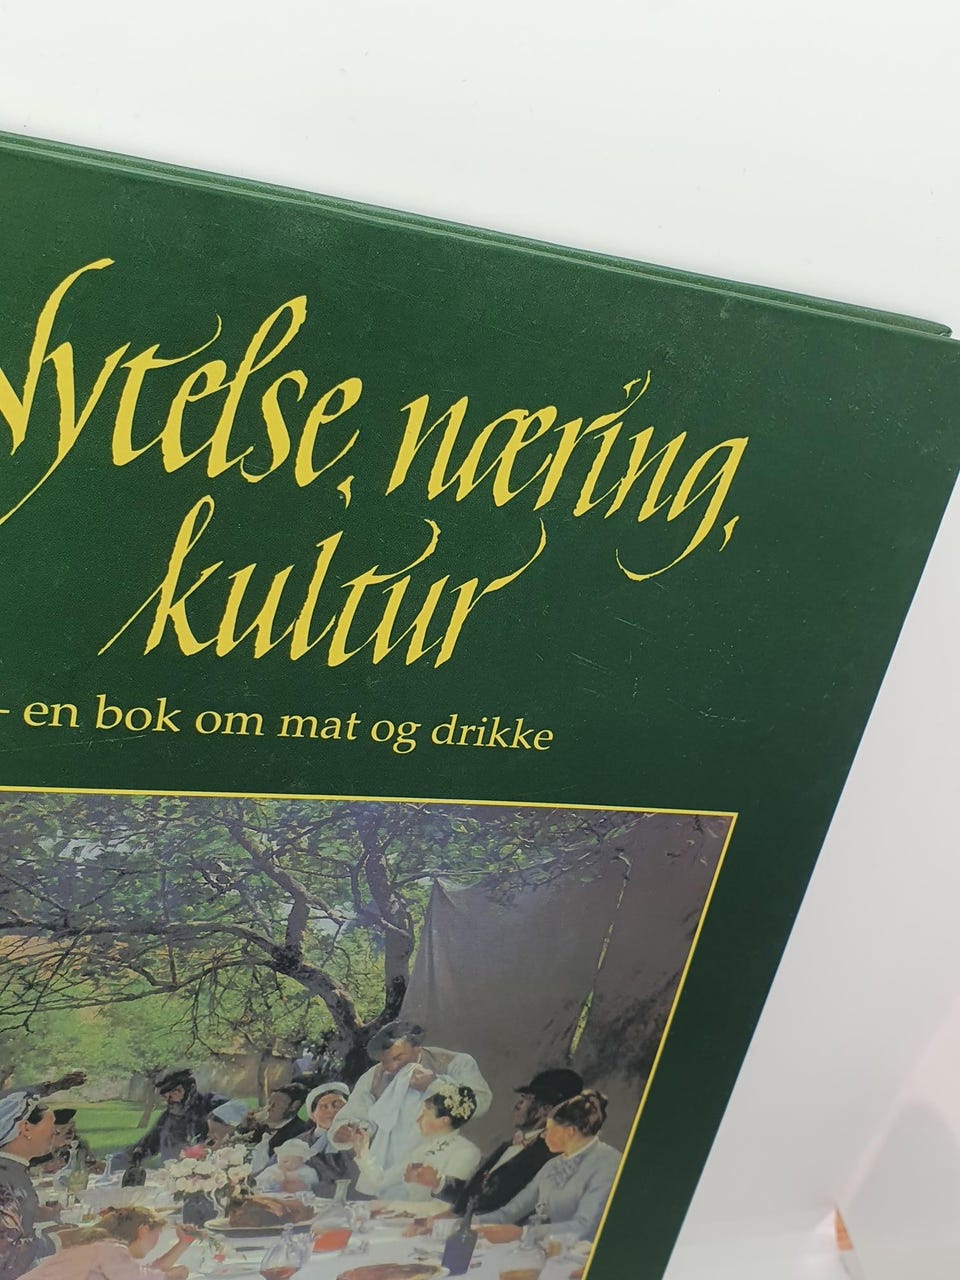 Nytelse, næring,
kultur
- en bok om mat og drikke